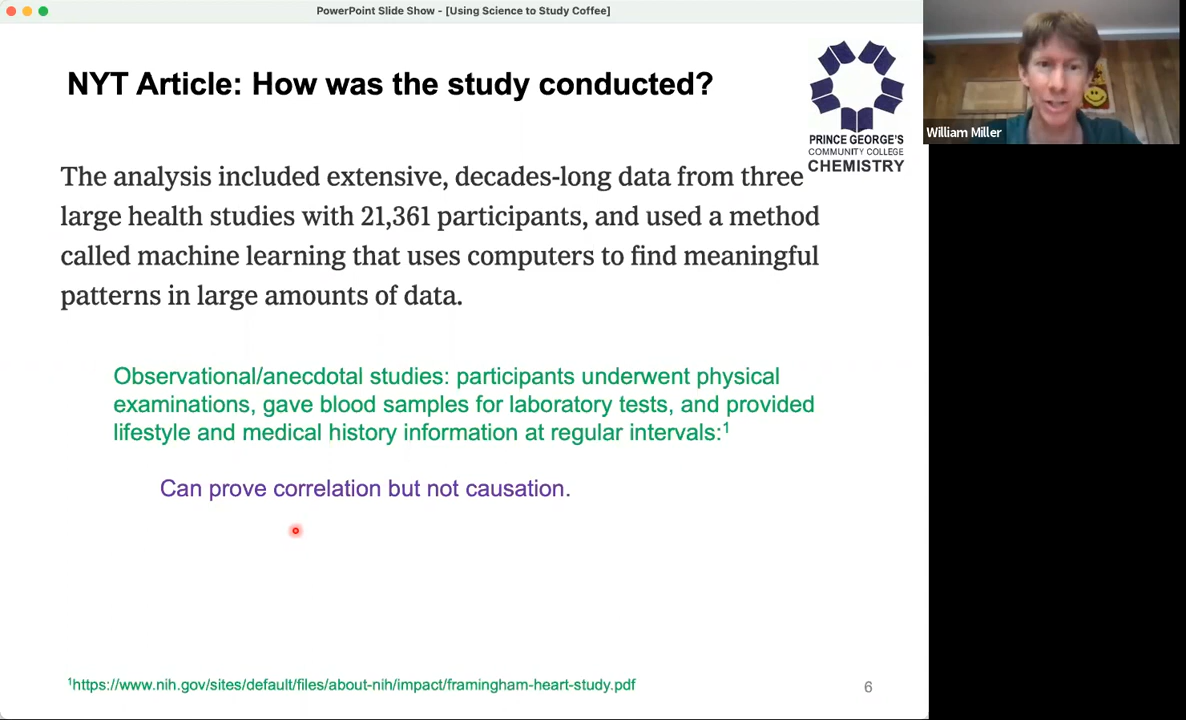 PowerPoint Slide Show - [Using Science to Study Coffee]
NYT Article: How was the study conducted?
PRINCE GEORGE'S
COMMUNITY COLLEGE
CHEMISTRY
William Miller
The analysis included extensive, decades-long data from three
large health studies with 21,361 participants, and used a method
called machine learning that uses computers to find meaningful
patterns in large amounts of data.
Observational/anecdotal studies: participants underwent physical
examinations, gave blood samples for laboratory tests, and provided
lifestyle and medical history information at regular intervals:¹
Can prove correlation but not causation.
¹https://www.nih.gov/sites/default/files/about-nih/impact/framingham-heart-study.pdf
6